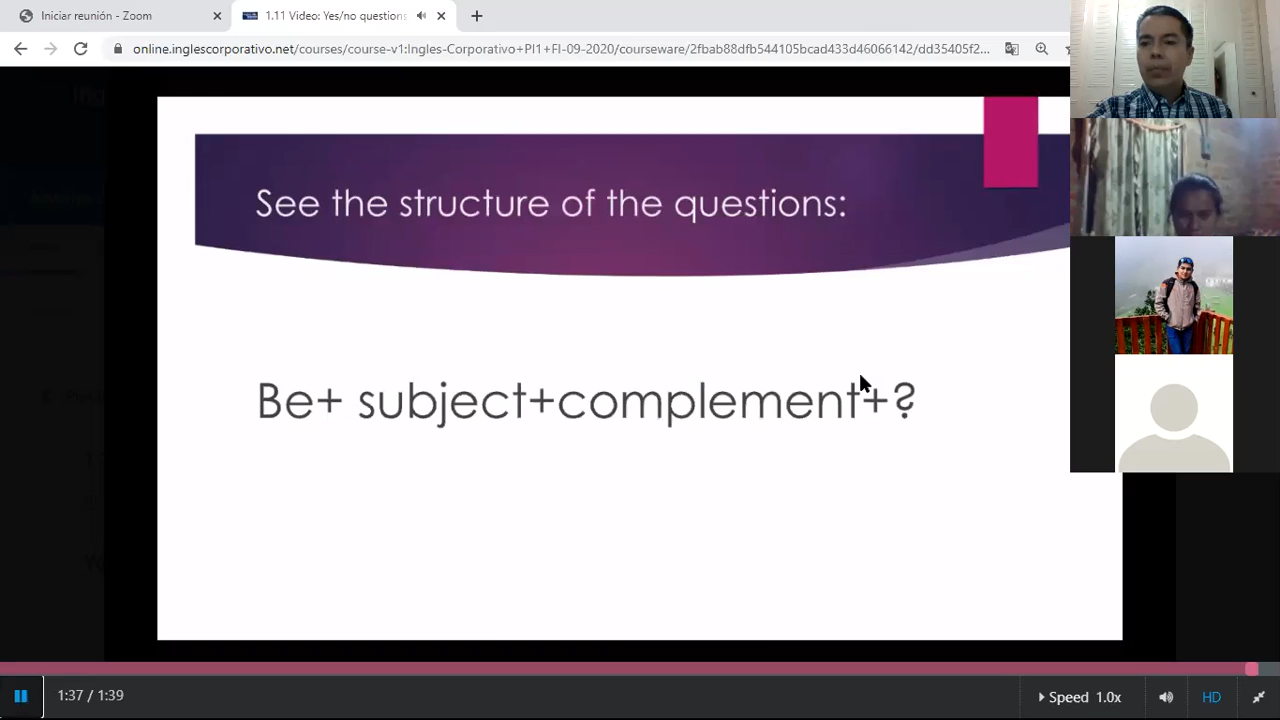 Iniciar reunión - Zoom
1.11 Video: Yes/no questions
online.inglescorporativo.net/courses/course-v1:Ingles-Corporativo+PI1+FI-09-2020/courseware/2fbab88dfb544105bcad433d46066142/dd35405f2...
See the structure of the questions:
Be+ subject+complement+?
1:37 / 1:39
Speed 1.0x
HD